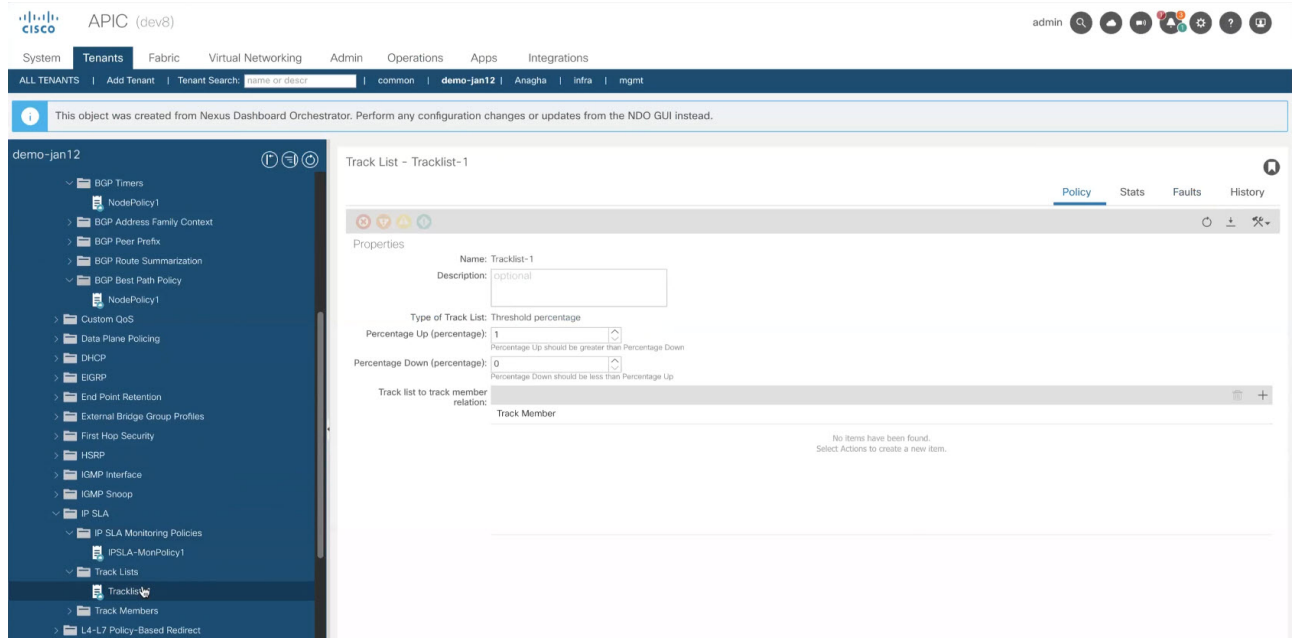 CISCO
APIC (dev8)
admin
System Tenants Fabric Virtual Networking Admin Operations Apps Integrations
ALL TENANTS | Add Tenant | Tenant Search: name or descr | common | demo-jan12 | Anagha | infra | mgmt
This object was created from Nexus Dashboard Orchestrator. Perform any configuration changes or updates from the NDO GUI instead.
demo-jan12
BGP Timers
NodePolicy1
BGP Address Family Context
BGP Peer Prefix
BGP Route Summarization
BGP Best Path Policy
NodePolicy1
Custom QoS
Data Plane Policing
DHCP
EIGRP
End Point Retention
External Bridge Group Profiles
First Hop Security
HSRP
IGMP Interface
IGMP Snoop
IP SLA
IP SLA Monitoring Policies
IPSLA-MonPolicy1
Track Lists
Tracklis
Track Members
L4-L7 Policy-Based Redirect
Track List - Tracklist-1
Policy Stats Faults History
Properties
Name: Tracklist-1
Description: optional
Type of Track List: Threshold percentage
Percentage Up (percentage): 1
Percentage Up should be greater than Percentage Down
Percentage Down (percentage): 0
Percentage Down should be less than Percentage Up
Track list to track member
relation:
Track Member
No items have been found.
Select Actions to create a new item.